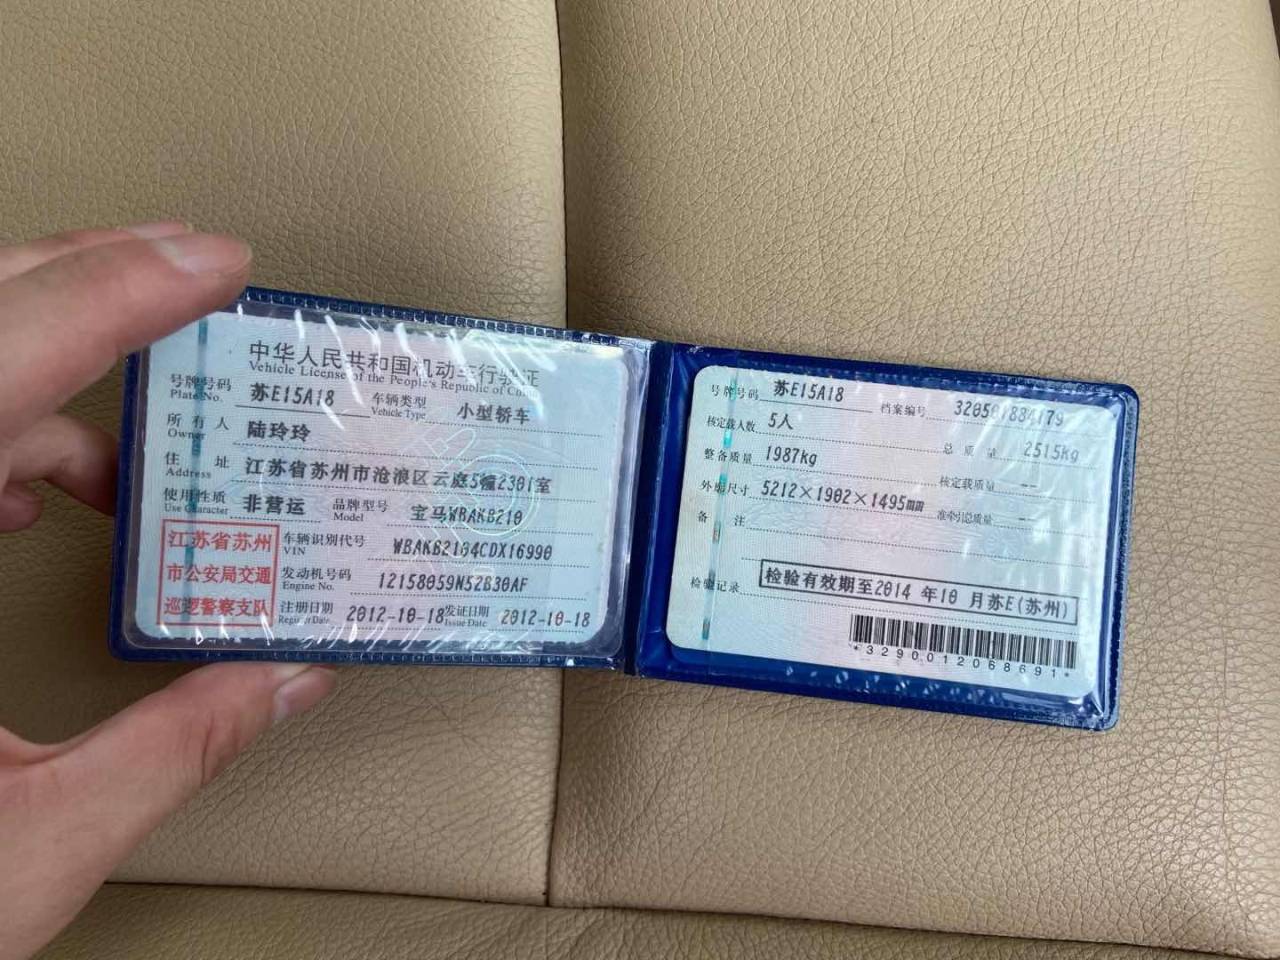 中华人民共和国机动车行驶证
Vehicle License of the People's Republic of China
号牌号码 苏E15A18 车辆类型 小型轿车
Plate No. Vehicle Type
所有人 陆玲玲
Owner
住址 江苏省苏州市沧浪区云庭5幢2301室
Address
使用性质 非营运 品牌型号 宝马WBAKB210
Use Character Model
江苏省苏州
市公安局交通
巡逻警察支队
车辆识别代号 WBAKB2104CDX16990
VIN
发动机号码 12158059N52B30AF
Engine No.
注册日期 2012-10-18 发证日期 2012-10-18
Register Date Issue Date
号牌号码 苏E15A18 档案编号 320501884179
核定载人数 5人 总质量 2515kg
整备质量 1987kg 核定载质量 --
外廓尺寸 5212×1902×1495mm 准牵引总质量 --
备注
检验记录 检验有效期至2014年10月苏E(苏州)
*3290012068691*